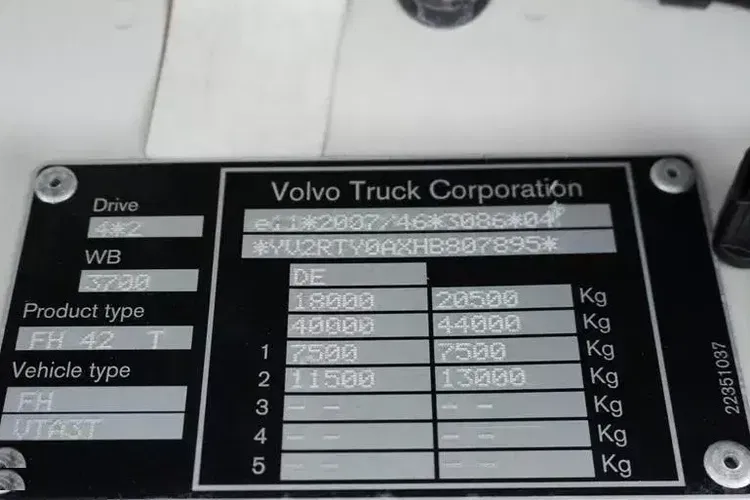 Volvo Truck Corporation
Drive
4*2
WB
3700
Product type
FH 42 T
Vehicle type
FH
VTA3T
e11*2007/46*3086*04
*YV2RTY0AXHB807895*
DE
18000 20500 Kg
40000 44000 Kg
1 7500 7500 Kg
2 11500 13000 Kg
3 -- -- Kg
4 -- -- Kg
5 -- -- Kg
22351037